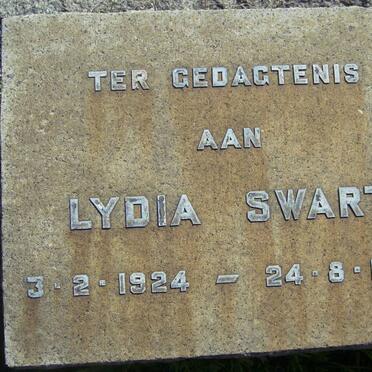 TER GEDAGTENIS
AAN
LYDIA SWART
3·2·1924 – 24·8·